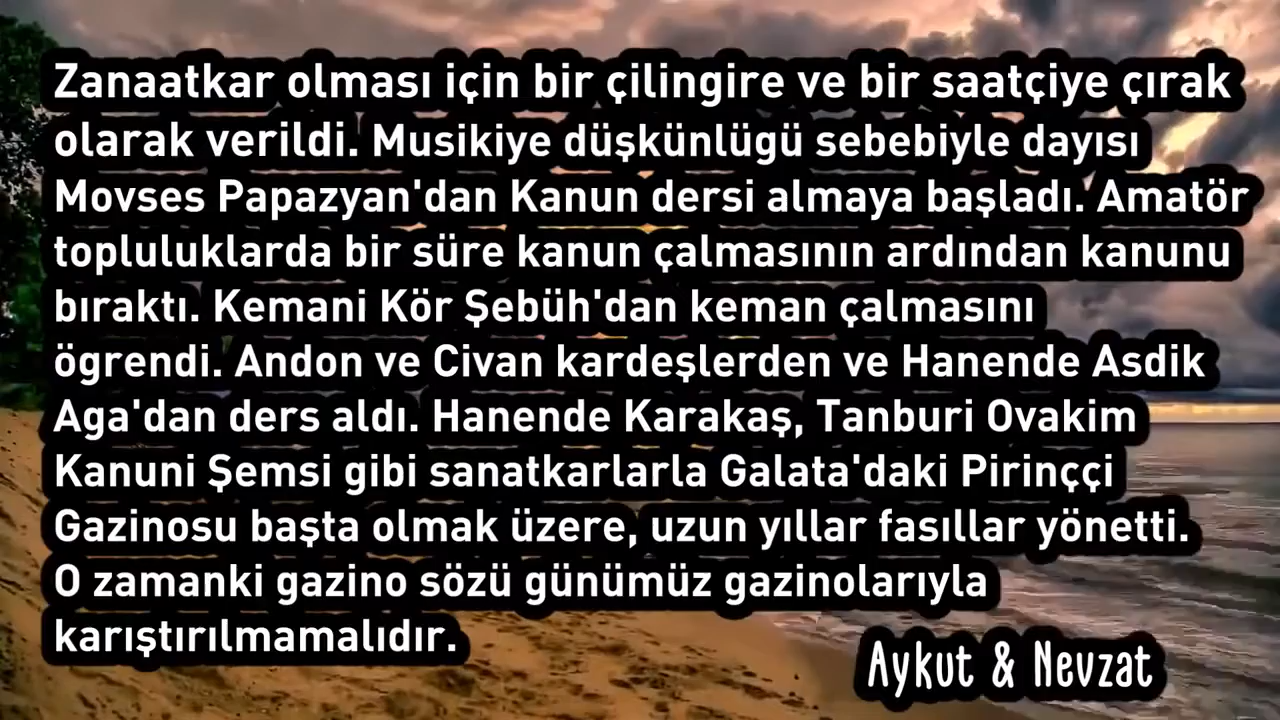 Zanaatkar olması için bir çilingire ve bir saatçiye çırak
olarak verildi. Musikiye düşkünlügü sebebiyle dayısı
Movses Papazyan'dan Kanun dersi almaya başladı. Amatör
topluluklarda bir süre kanun çalmasının ardından kanunu
bıraktı. Kemani Kör Şebüh'dan keman çalmasını
ögrendi. Andon ve Civan kardeşlerden ve Hanende Asdik
Aga'dan ders aldı. Hanende Karakaş, Tanburi Ovakim
Kanuni Şemsi gibi sanatkarlarla Galata'daki Pirinççi
Gazinosu başta olmak üzere, uzun yıllar fasıllar yönetti.
O zamanki gazino sözü günümüz gazinolarıyla
karıştırılmamalıdır.
Aykut & Nevzat